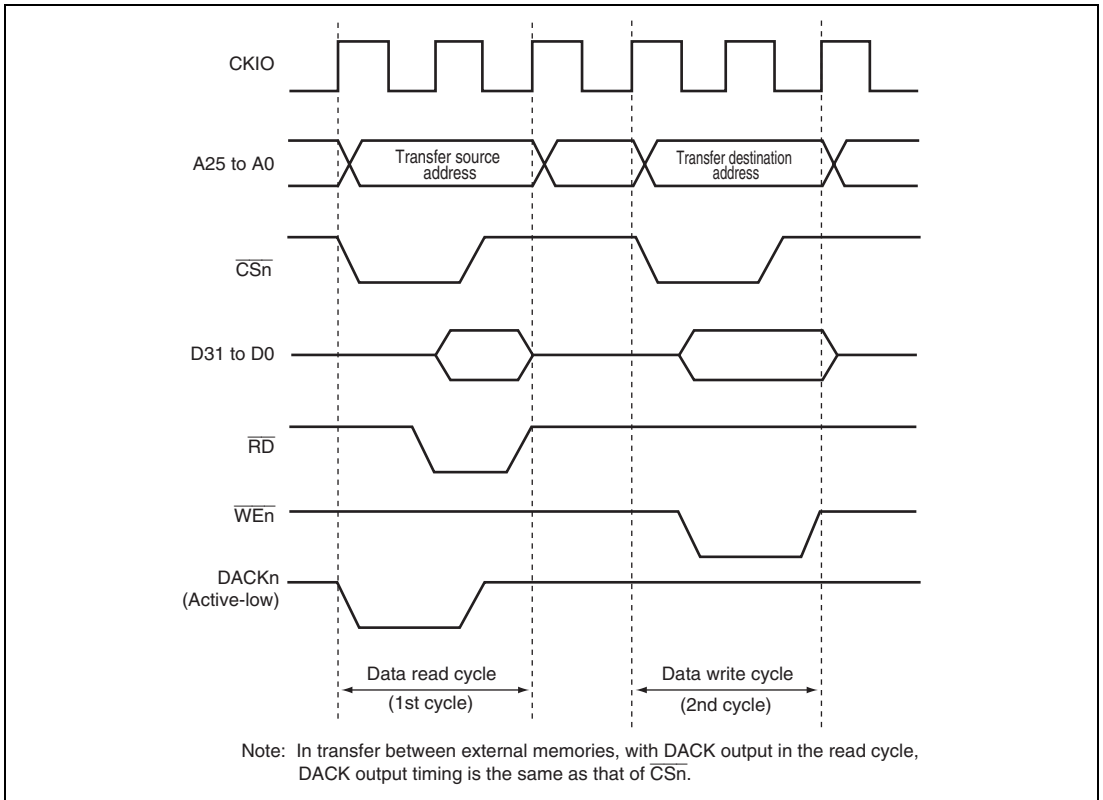 CKIO
A25 to A0
Transfer source
address
Transfer destination
address
CSn
D31 to D0
RD
WEn
DACKn
(Active-low)
Data read cycle
(1st cycle)
Data write cycle
(2nd cycle)
Note: In transfer between external memories, with DACK output in the read cycle,
DACK output timing is the same as that of CSn.